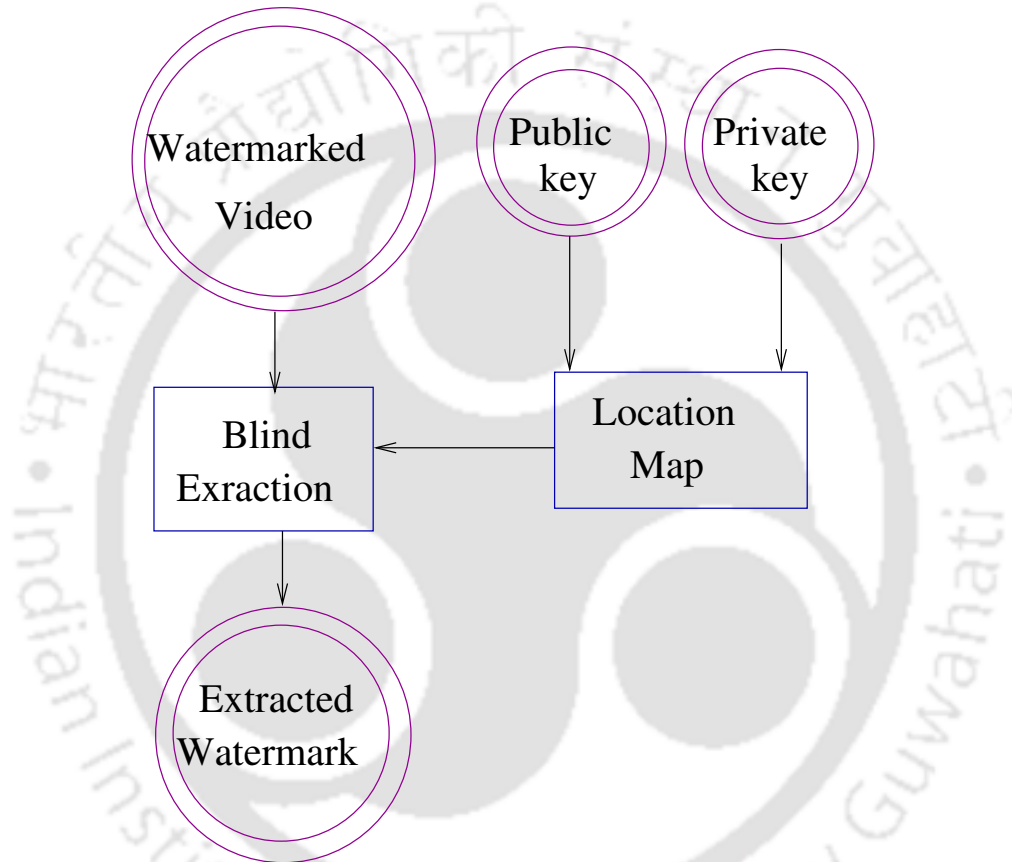 Watermarked
Video
Public
key
Private
key
Location
Map
Blind
Exraction
Extracted
Watermark
Indian
Guwahati